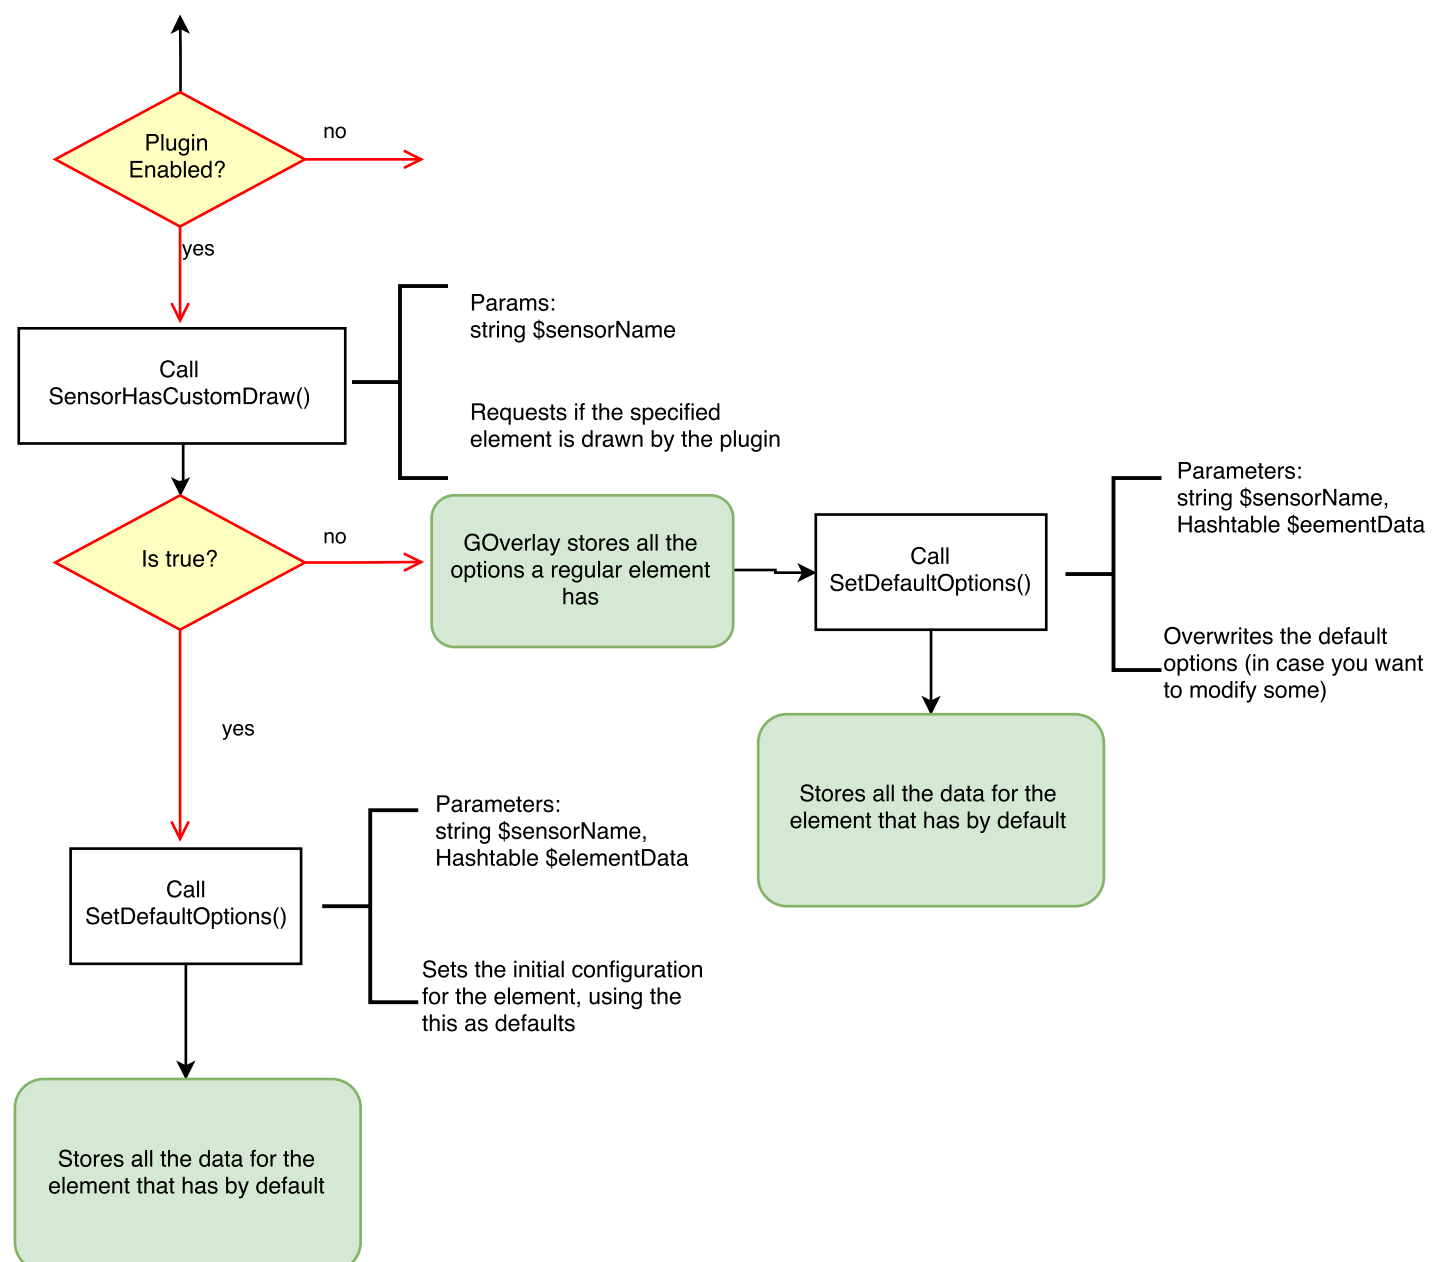 Plugin
Enabled?
no
yes
Call
SensorHasCustomDraw()
Params:
string $sensorName
Requests if the specified
element is drawn by the plugin
Is true?
no
GOverlay stores all the
options a regular element
has
Call
SetDefaultOptions()
Parameters:
string $sensorName,
Hashtable $eementData
Overwrites the default
options (in case you want
to modify some)
Stores all the data for the
element that has by default
yes
Call
SetDefaultOptions()
Parameters:
string $sensorName,
Hashtable $elementData
Sets the initial configuration
for the element, using the
this as defaults
Stores all the data for the
element that has by default